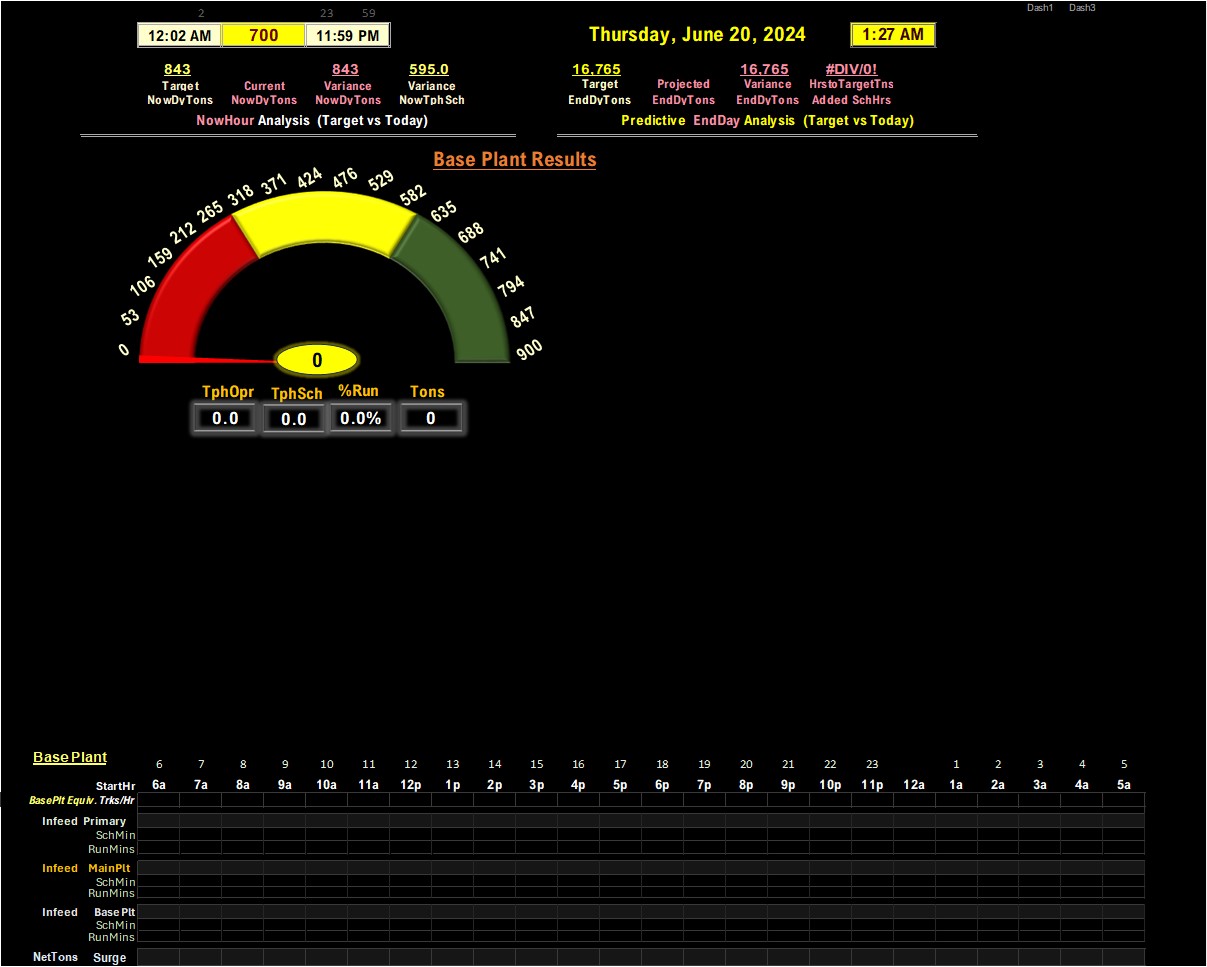 2 23 59 Dash1 Dash3
12:02 AM 700 11:59 PM Thursday, June 20, 2024 1:27 AM
843 843 595.0 16,765 16,765 #DIV/0!
Target Current Variance Variance Target Projected Variance HrstoTargetTns
NowDyTons NowDyTons NowDyTons NowTphSch EndDyTons EndDyTons EndDyTons Added SchHrs
NowHour Analysis (Target vs Today) Predictive EndDay Analysis (Target vs Today)
Base Plant Results
0 53 106 159 212 265 318 371 424 476 529 582 635 688 741 794 847 900
0
TphOpr TphSch %Run Tons
0.0 0.0 0.0% 0
Base Plant 6 7 8 9 10 11 12 13 14 15 16 17 18 19 20 21 22 23 1 2 3 4 5
StartHr 6a 7a 8a 9a 10a 11a 12p 1p 2p 3p 4p 5p 6p 7p 8p 9p 10p 11p 12a 1a 2a 3a 4a 5a
BasePlt Equiv. Trks/Hr
Infeed Primary
SchMin
RunMins
Infeed MainPlt
SchMin
RunMins
Infeed Base Plt
SchMin
RunMins
NetTons Surge